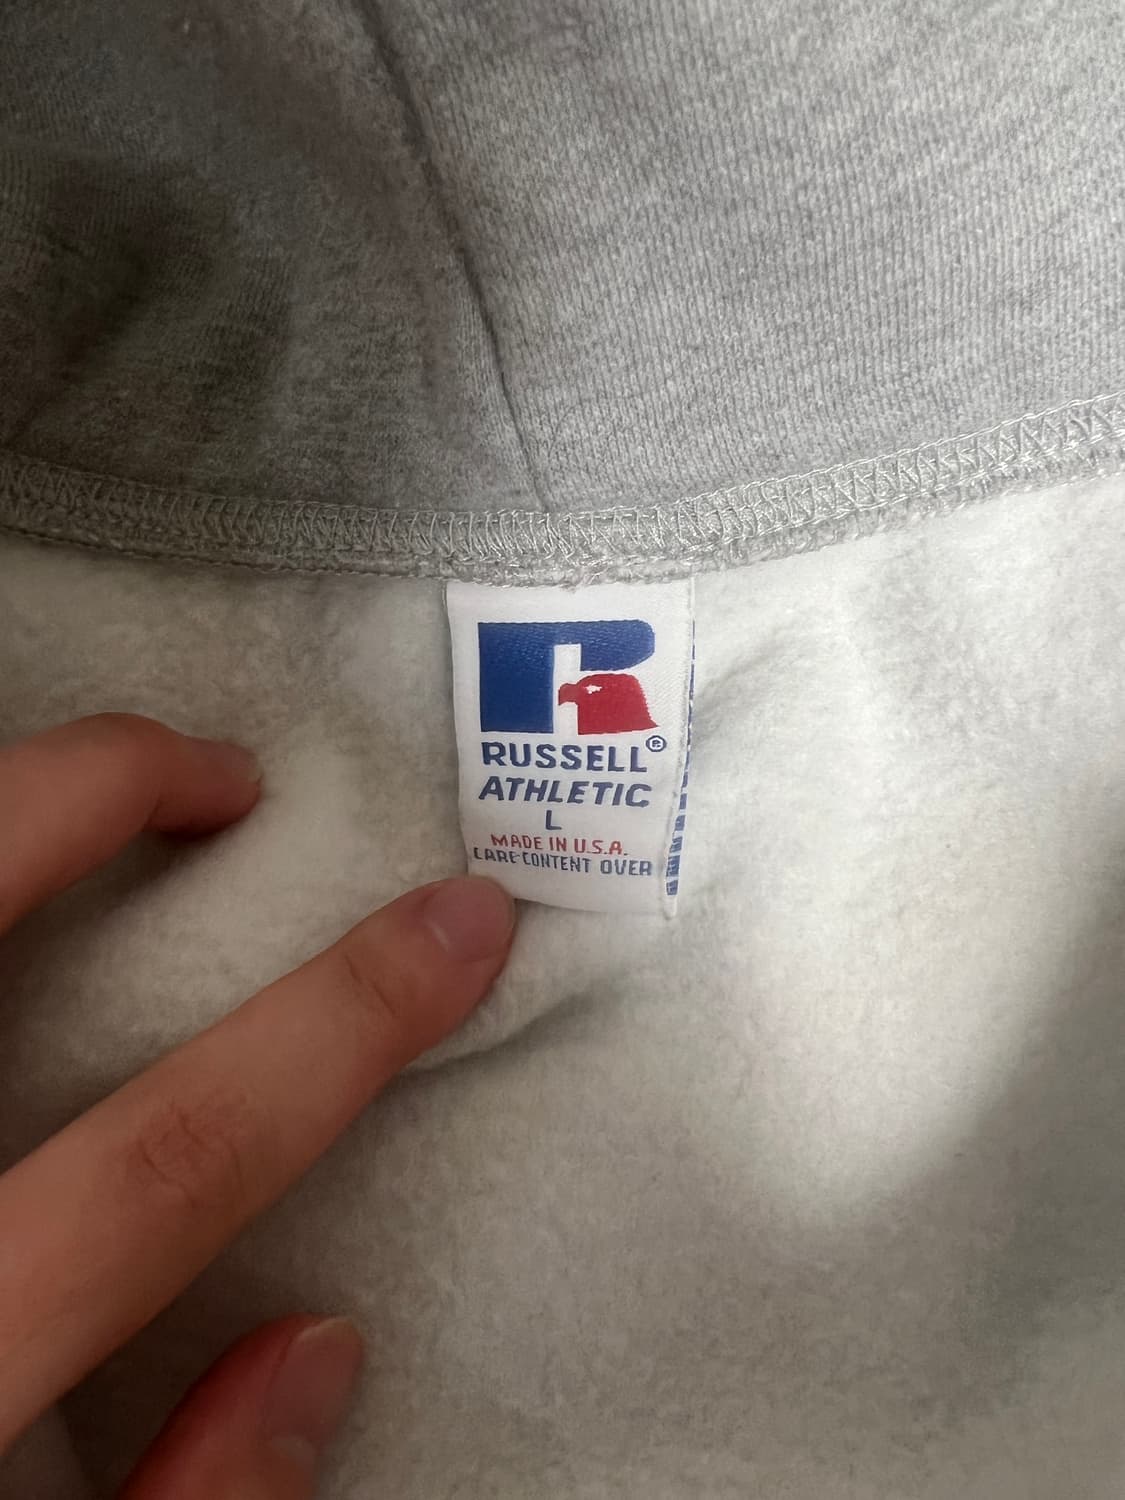 RUSSELL®
ATHLETIC
L
MADE IN U.S.A.
CARE-CONTENT OVER